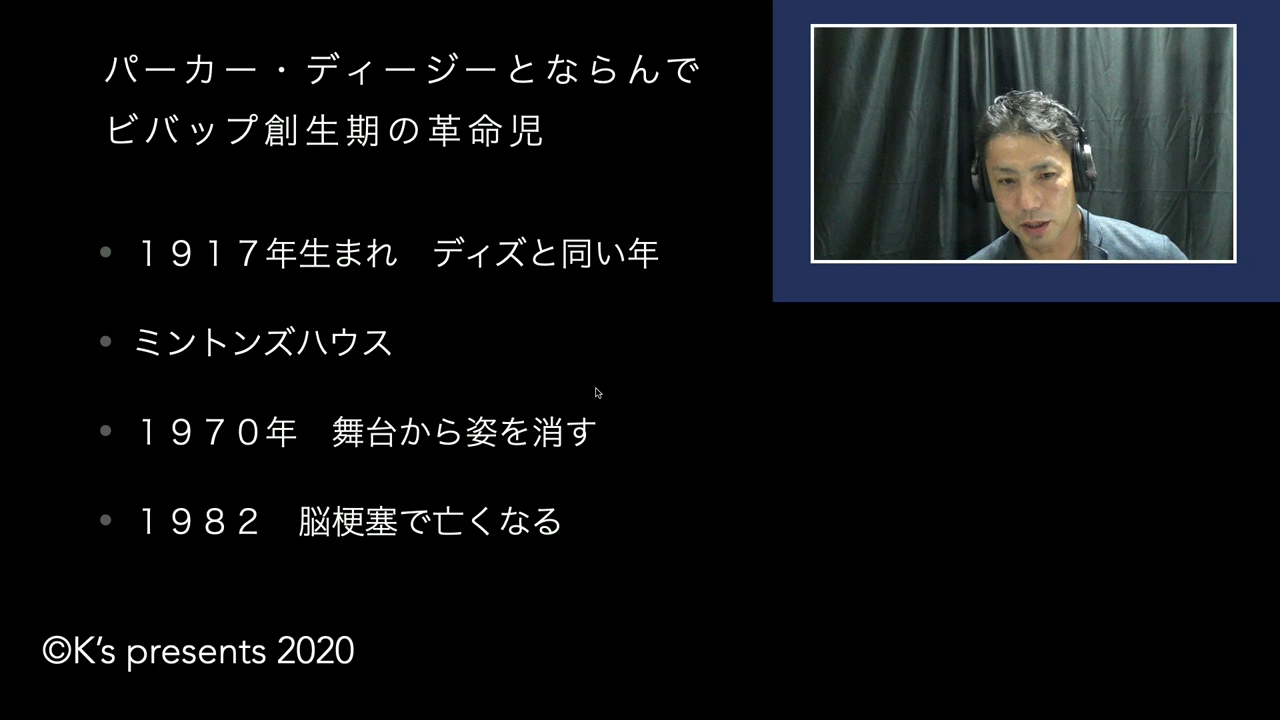 パーカー・ディージーとならんで
ビバップ創生期の革命児
• １９１７年生まれ　ディズと同い年
• ミントンズハウス
• １９７０年　舞台から姿を消す
• １９８２　脳梗塞で亡くなる
©K’s presents 2020